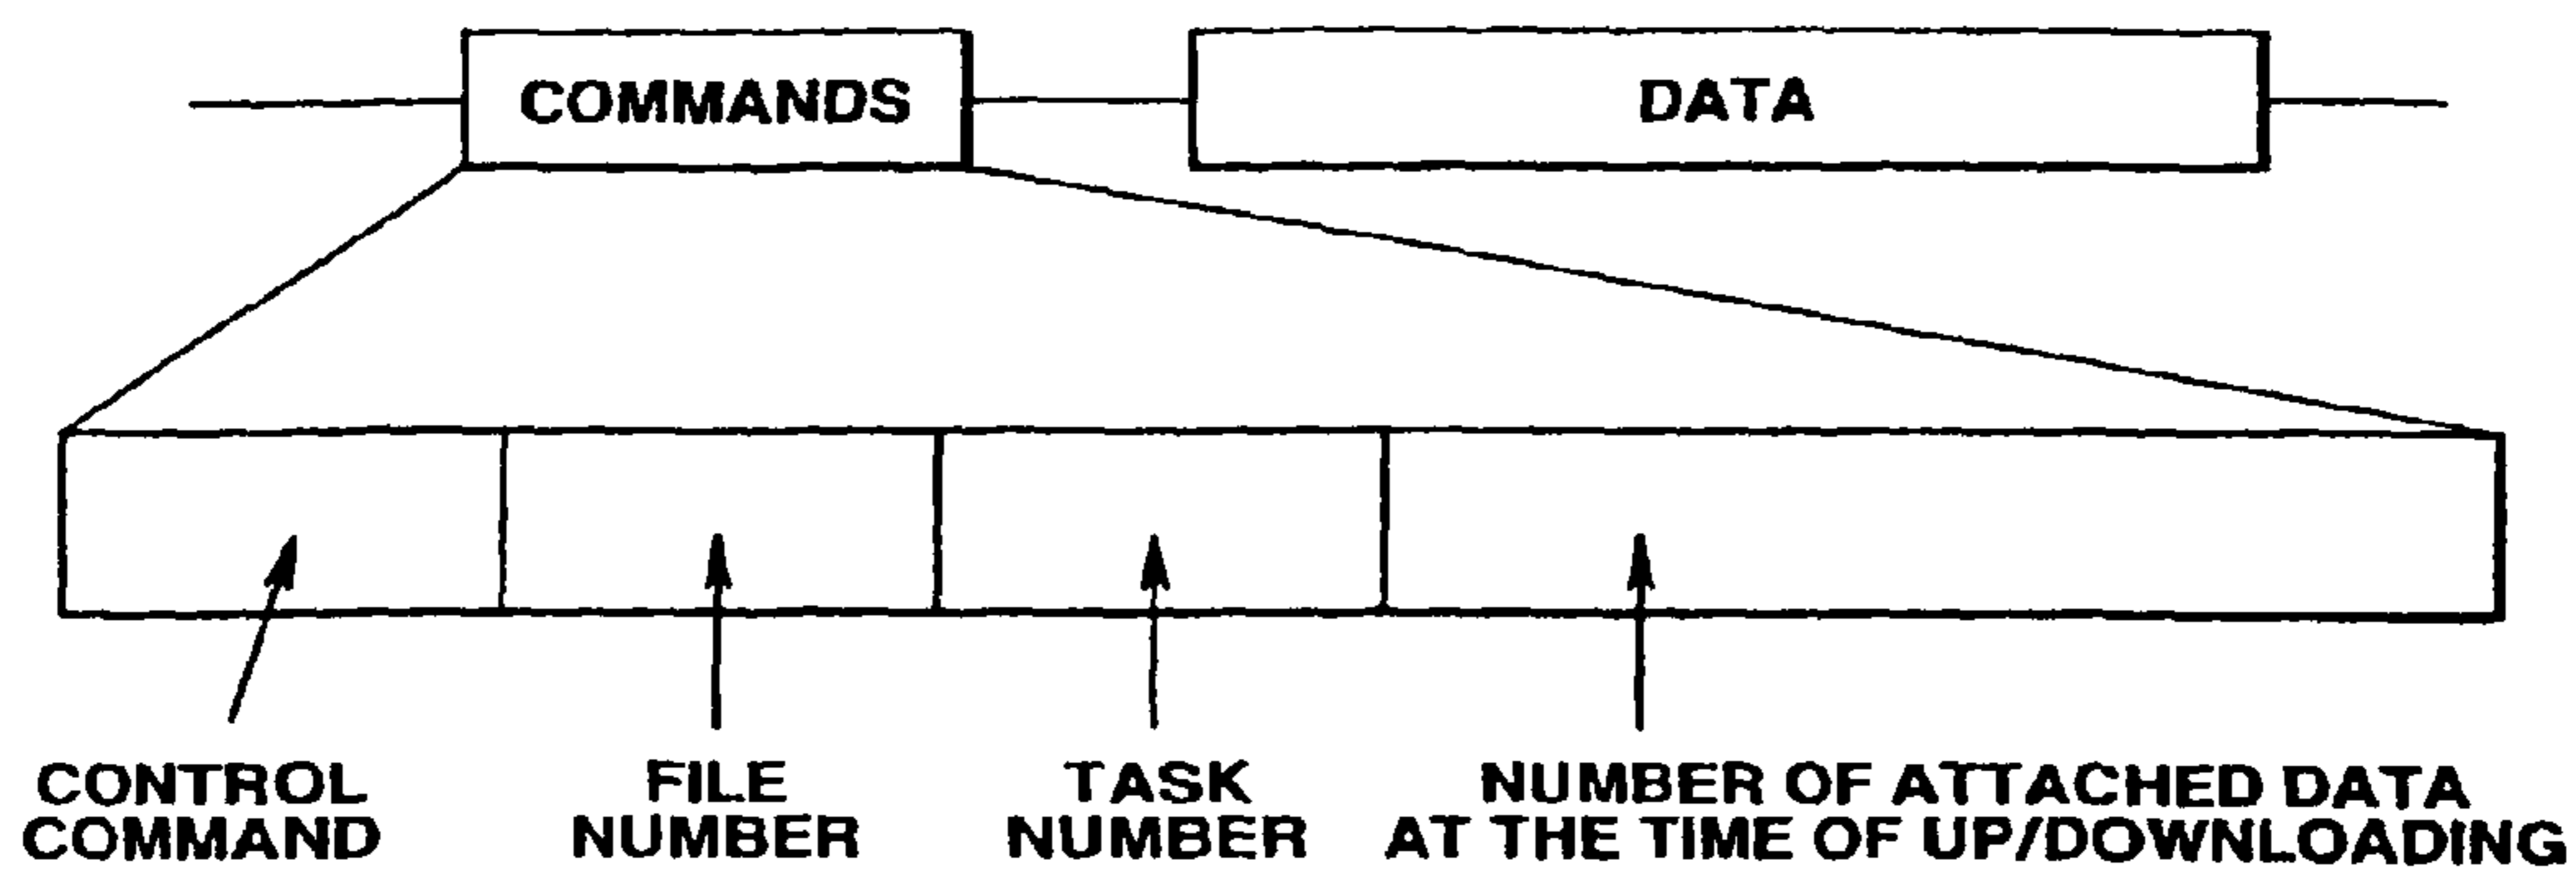 COMMANDS
DATA
CONTROL
COMMAND
FILE
NUMBER
TASK
NUMBER
NUMBER OF ATTACHED DATA
AT THE TIME OF UP/DOWNLOADING